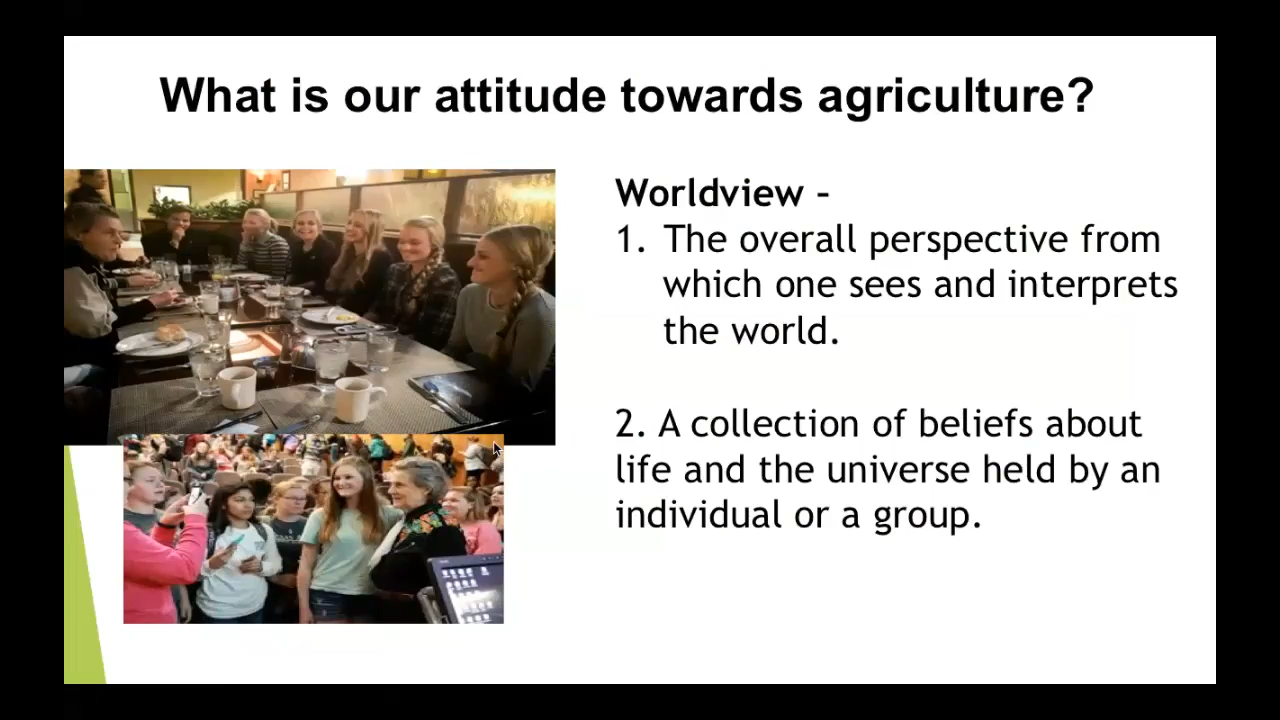 What is our attitude towards agriculture?
Worldview –
1. The overall perspective from
which one sees and interprets
the world.
2. A collection of beliefs about
life and the universe held by an
individual or a group.